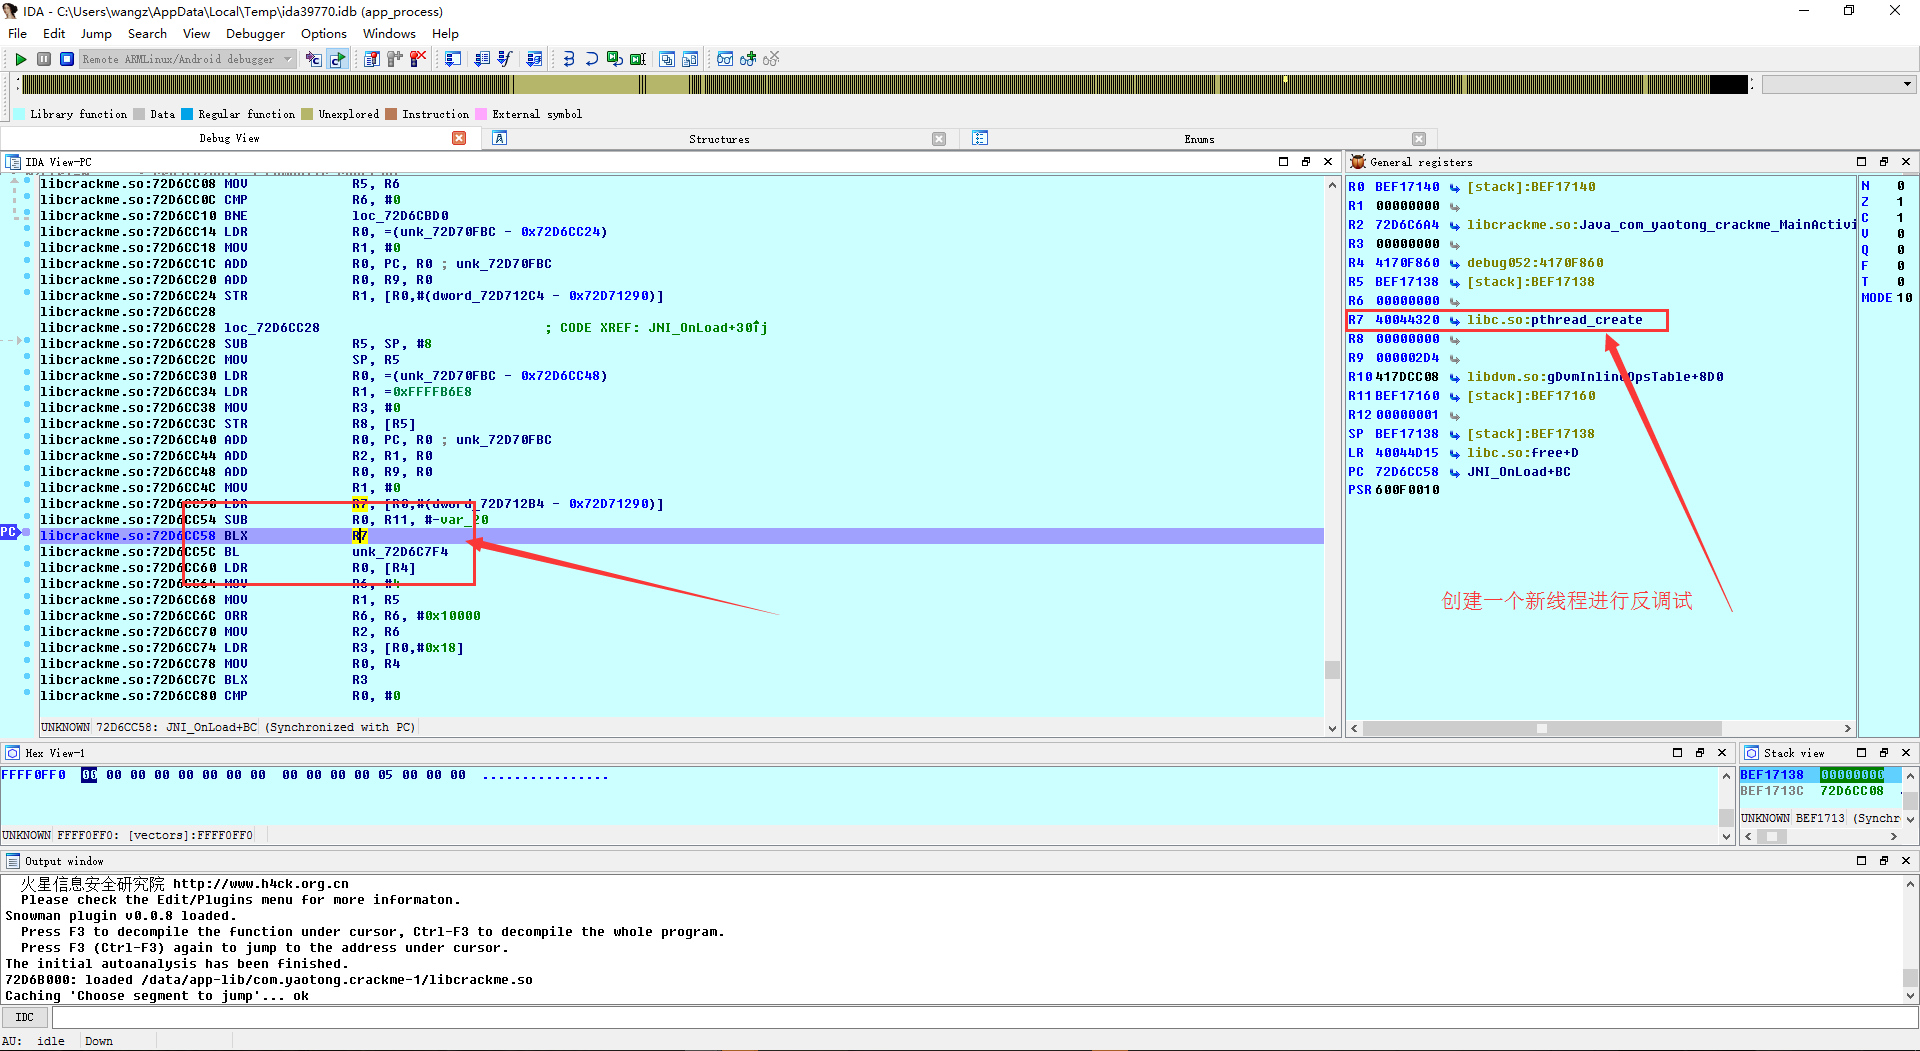 IDA - C:\Users\wangz\AppData\Local\Temp\ida39770.idb (app_process)
File Edit Jump Search View Debugger Options Windows Help
Remote ARMLinux/Android debugger
Library function Data Regular function Unexplored Instruction External symbol
Debug View Structures Enums
IDA View-PC
libcrackme.so:72D6CC08 MOV R5, R6
libcrackme.so:72D6CC0C CMP R6, #0
libcrackme.so:72D6CC10 BNE loc_72D6CBD0
libcrackme.so:72D6CC14 LDR R0, =(unk_72D70FBC - 0x72D6CC24)
libcrackme.so:72D6CC18 MOV R1, #0
libcrackme.so:72D6CC1C ADD R0, PC, R0 ; unk_72D70FBC
libcrackme.so:72D6CC20 ADD R0, R9, R0
libcrackme.so:72D6CC24 STR R1, [R0,#(dword_72D712C4 - 0x72D71290)]
libcrackme.so:72D6CC28
libcrackme.so:72D6CC28 loc_72D6CC28 ; CODE XREF: JNI_OnLoad+30↑j
libcrackme.so:72D6CC28 SUB R5, SP, #8
libcrackme.so:72D6CC2C MOV SP, R5
libcrackme.so:72D6CC30 LDR R0, =(unk_72D70FBC - 0x72D6CC48)
libcrackme.so:72D6CC34 LDR R1, =0xFFFFB6E8
libcrackme.so:72D6CC38 MOV R3, #0
libcrackme.so:72D6CC3C STR R8, [R5]
libcrackme.so:72D6CC40 ADD R0, PC, R0 ; unk_72D70FBC
libcrackme.so:72D6CC44 ADD R2, R1, R0
libcrackme.so:72D6CC48 ADD R0, R9, R0
libcrackme.so:72D6CC4C MOV R1, #0
libcrackme.so:72D6CC50 LDR R7, [R0,#(dword_72D712B4 - 0x72D71290)]
libcrackme.so:72D6CC54 SUB R0, R11, #-var_20
PC libcrackme.so:72D6CC58 BLX R7
libcrackme.so:72D6CC5C BL unk_72D6C7F4
libcrackme.so:72D6CC60 LDR R0, [R4]
libcrackme.so:72D6CC64 MOV R6, #4
libcrackme.so:72D6CC68 MOV R1, R5
libcrackme.so:72D6CC6C ORR R6, R6, #0x10000
libcrackme.so:72D6CC70 MOV R2, R6
libcrackme.so:72D6CC74 LDR R3, [R0,#0x18]
libcrackme.so:72D6CC78 MOV R0, R4
libcrackme.so:72D6CC7C BLX R3
libcrackme.so:72D6CC80 CMP R0, #0
UNKNOWN 72D6CC58: JNI_OnLoad+BC (Synchronized with PC)
General registers
R0 BEF17140 [stack]:BEF17140
R1 00000000
R2 72D6C6A4 libcrackme.so:Java_com_yaotong_crackme_MainActivi
R3 00000000
R4 4170F860 debug052:4170F860
R5 BEF17138 [stack]:BEF17138
R6 00000000
R7 40044320 libc.so:pthread_create
R8 00000000
R9 000002D4
R10 417DCC08 libdvm.so:gDvmInlineOpsTable+8D0
R11 BEF17160 [stack]:BEF17160
R12 00000001
SP BEF17138 [stack]:BEF17138
LR 40044D15 libc.so:free+D
PC 72D6CC58 JNI_OnLoad+BC
PSR 600F0010
N 0
Z 1
C 1
V 0
Q 0
F 0
T 0
MODE 10
创建一个新线程进行反调试
Hex View-1
FFFF0FF0 00 00 00 00 00 00 00 00 00 00 00 00 05 00 00 00 ................
UNKNOWN FFFF0FF0: [vectors]:FFFF0FF0
Stack view
BEF17138 00000000
BEF1713C 72D6CC08
UNKNOWN BEF1713 (Synchr
Output window
火星信息安全研究院 http://www.h4ck.org.cn
Please check the Edit/Plugins menu for more informaton.
Snowman plugin v0.0.8 loaded.
Press F3 to decompile the function under cursor, Ctrl-F3 to decompile the whole program.
Press F3 (Ctrl-F3) again to jump to the address under cursor.
The initial autoanalysis has been finished.
72D6B000: loaded /data/app-lib/com.yaotong.crackme-1/libcrackme.so
Caching 'Choose segment to jump'... ok
IDC
AU: idle Down